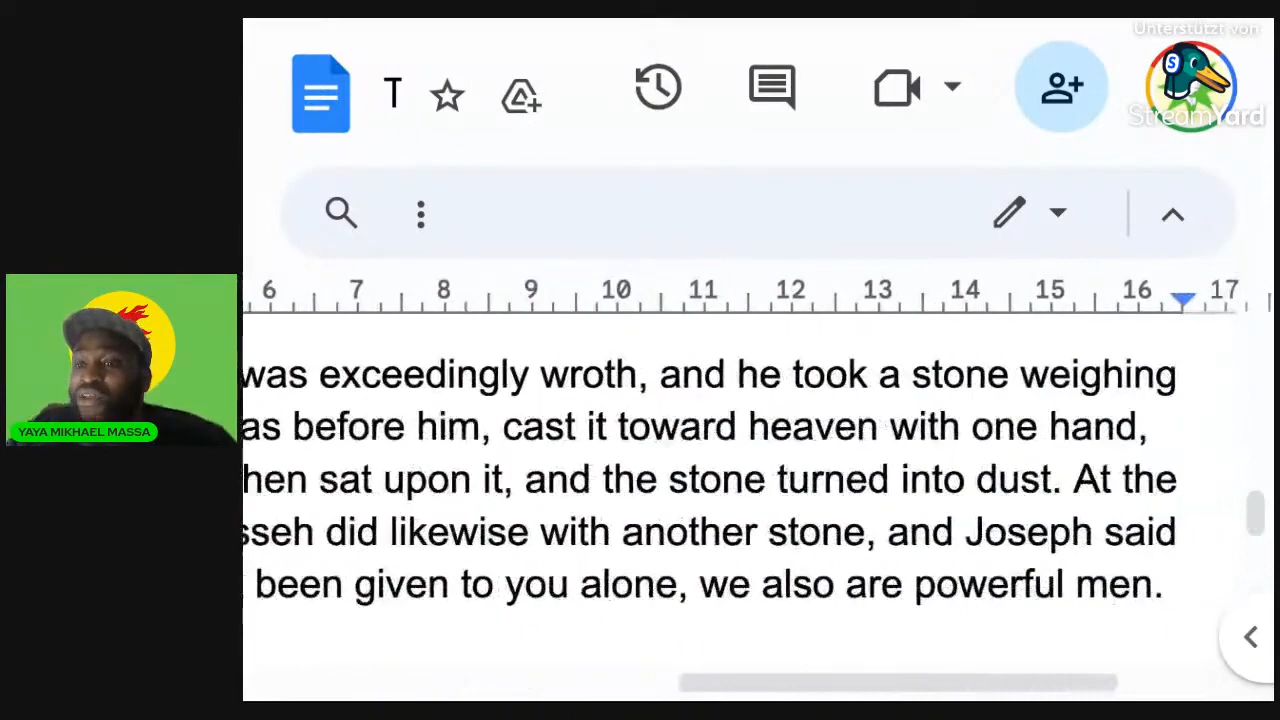 Unterstützt von
StreamYard
T
6 7 8 9 10 11 12 13 14 15 16 17
was exceedingly wroth, and he took a stone weighing
as before him, cast it toward heaven with one hand,
hen sat upon it, and the stone turned into dust. At the
sseh did likewise with another stone, and Joseph said
been given to you alone, we also are powerful men.
YAYA MIKHAEL MASSA